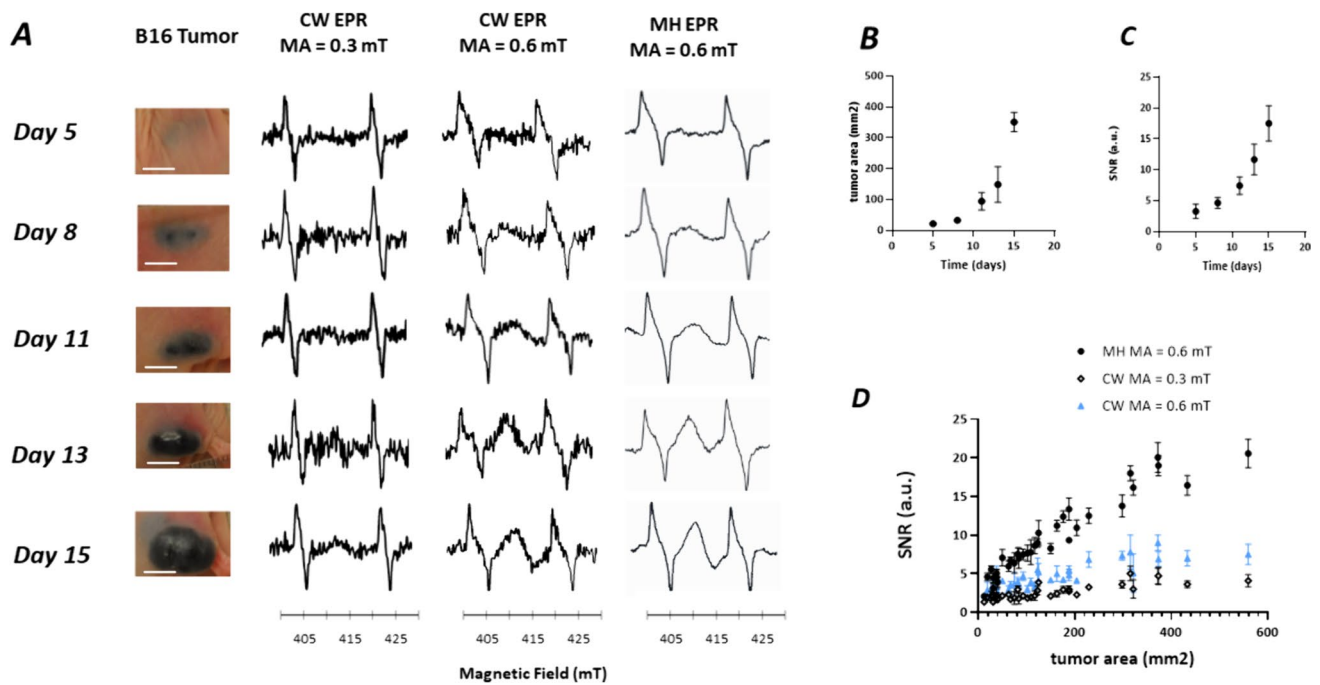 A
B16 Tumor
CW EPR
MA = 0.3 mT
CW EPR
MA = 0.6 mT
MH EPR
MA = 0.6 mT
Day 5
Day 8
Day 11
Day 13
Day 15
405 415 425
405 415 425
405 415 425
Magnetic Field (mT)
B
500
400
300
200
100
0
tumor area (mm2)
0 5 10 15 20
Time (days)
C
25
20
15
10
5
0
SNR (a.u.)
0 5 10 15 20
Time (days)
MH MA = 0.6 mT
CW MA = 0.3 mT
CW MA = 0.6 mT
D
25
20
15
10
5
0
SNR (a.u.)
0 200 400 600
tumor area (mm2)